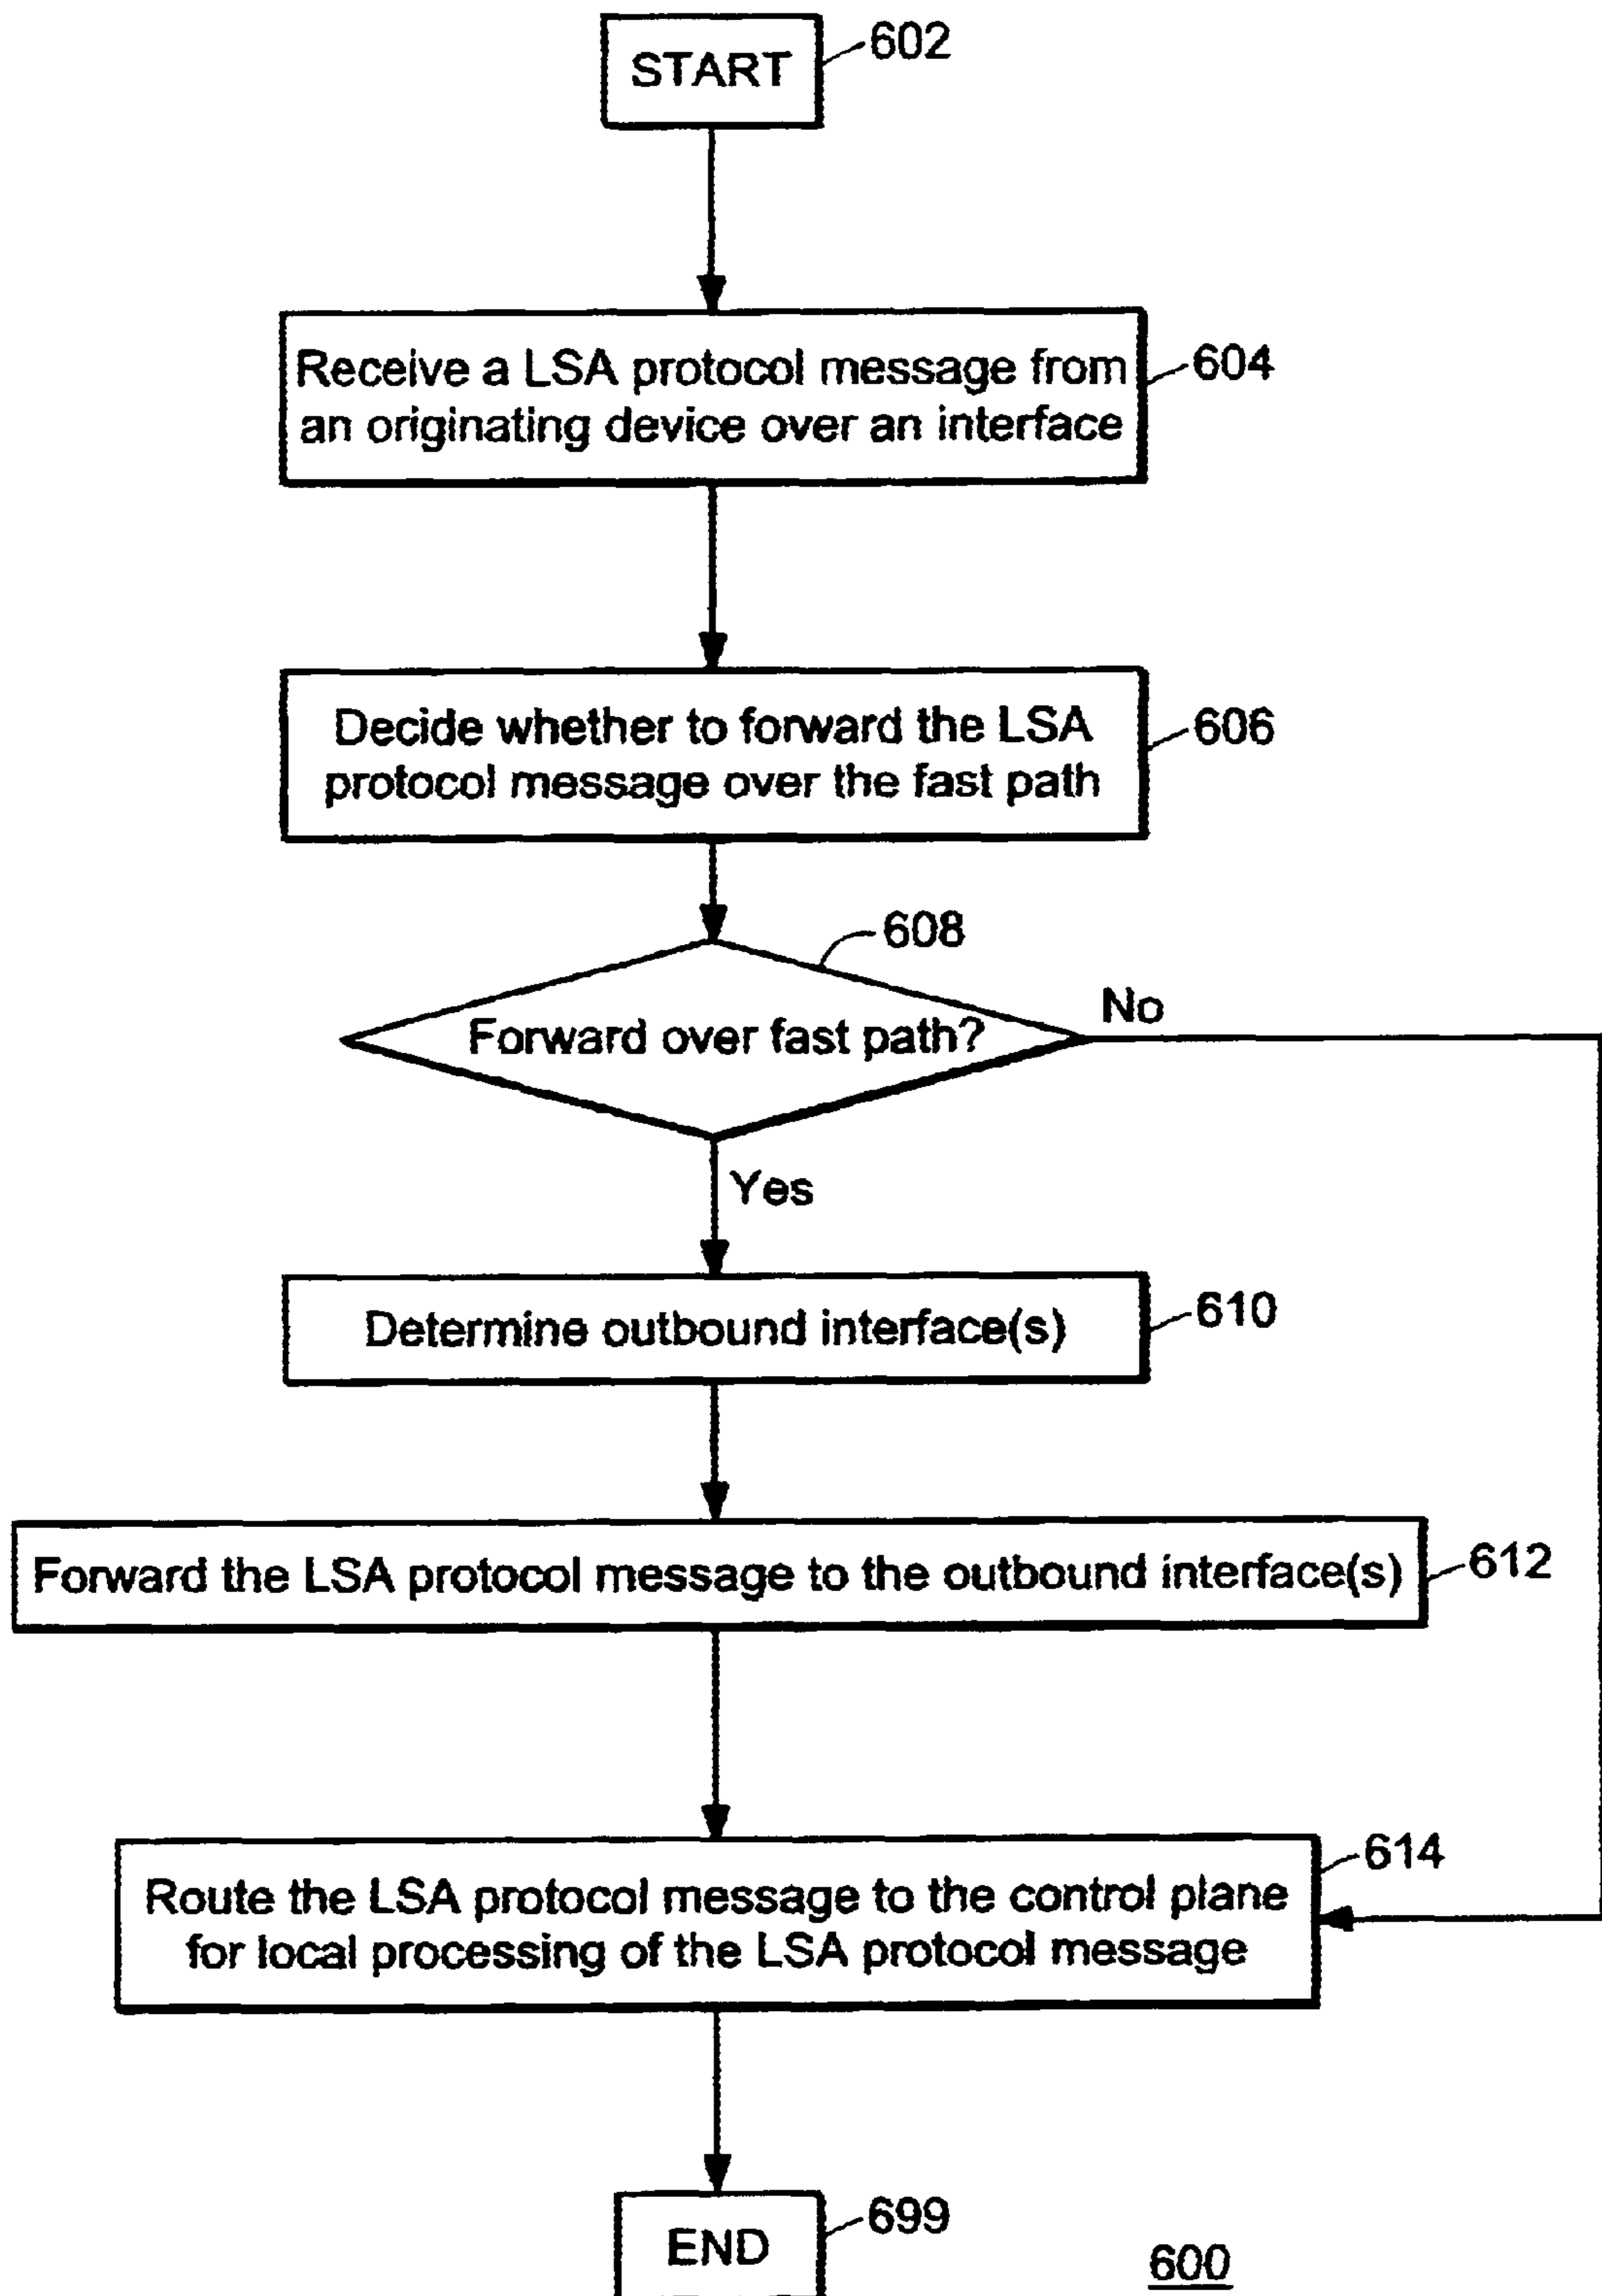 START
602
Receive a LSA protocol message from
an originating device over an interface
604
Decide whether to forward the LSA
protocol message over the fast path
606
608
Forward over fast path?
No
Yes
Determine outbound interface(s)
610
Forward the LSA protocol message to the outbound interface(s)
612
614
Route the LSA protocol message to the control plane
for local processing of the LSA protocol message
END
699
600